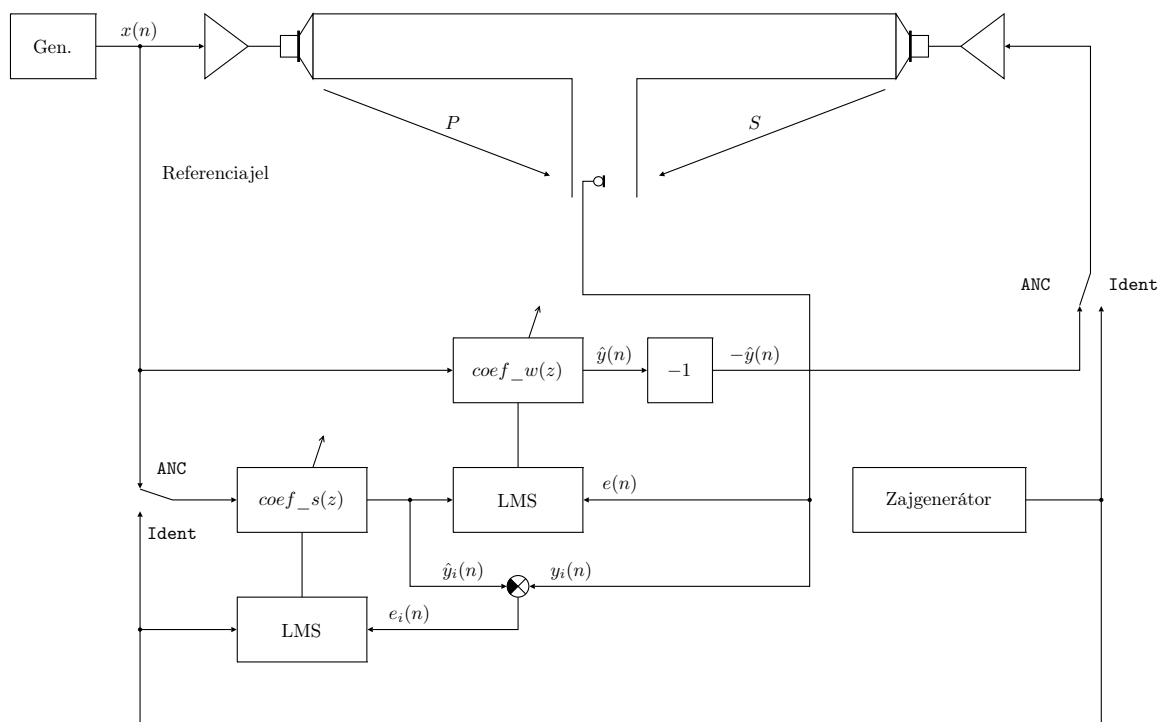 Gen.
x(n)
P
S
Referenciajel
ANC
Ident
coef_w(z)
ŷ(n)
−1
−ŷ(n)
ANC
coef_s(z)
LMS
e(n)
Zajgenerátor
Ident
ŷ_i(n)
y_i(n)
LMS
e_i(n)